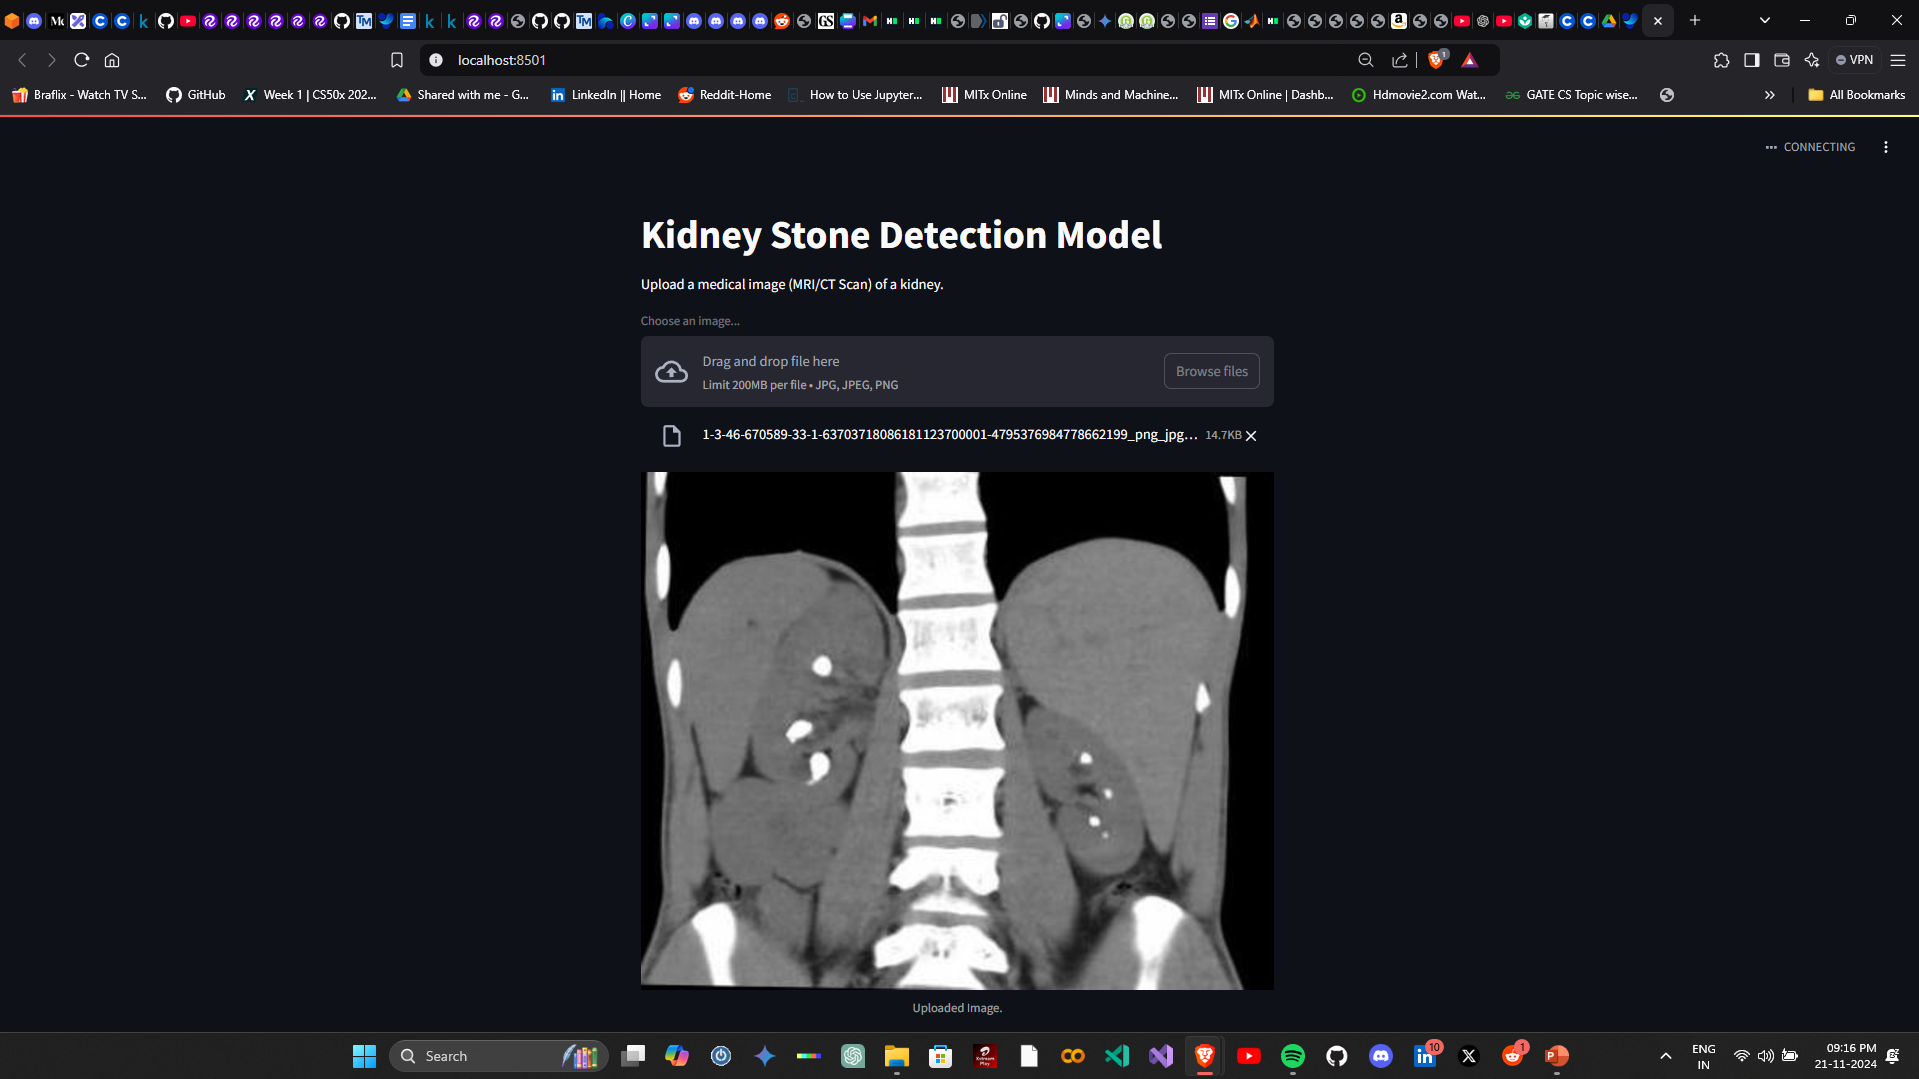 localhost:8501
1
VPN
Braflix - Watch TV S...
GitHub
Week 1 | CS50x 202...
Shared with me - G...
LinkedIn || Home
Reddit-Home
How to Use Jupyter...
MITx Online
Minds and Machine...
MITx Online | Dashb...
Hdmovie2.com Wat...
GATE CS Topic wise...
»
All Bookmarks
CONNECTING
Kidney Stone Detection Model
Upload a medical image (MRI/CT Scan) of a kidney.
Choose an image...
Drag and drop file here
Limit 200MB per file • JPG, JPEG, PNG
Browse files
1-3-46-670589-33-1-63703718086181123700001-4795376984778662199_png_jpg...
14.7KB
Uploaded Image.
Search
10
1
ENG
IN
09:16 PM
21-11-2024